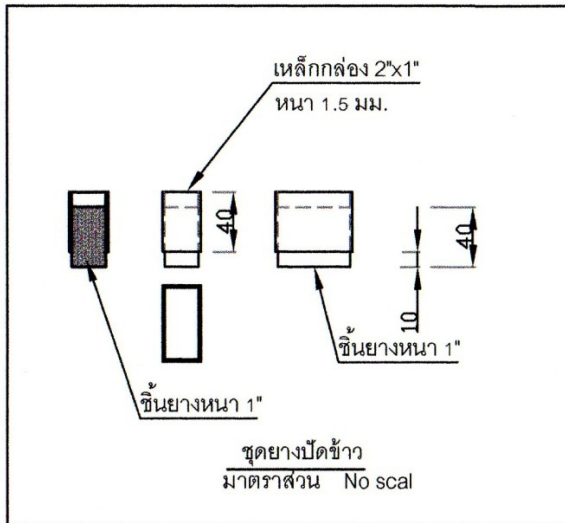 เหล็กกล่อง 2"x1"
หนา 1.5 มม.
40
40
10
ชิ้นยางหนา 1"
ชิ้นยางหนา 1"
ชุดยางปัดข้าว
มาตราส่วน No scal